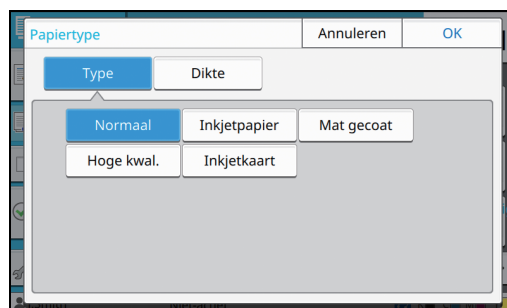 Papiertype Annuleren OK
Type Dikte
Normaal Inkjetpapier Mat gecoat
Hoge kwal. Inkjetkaart